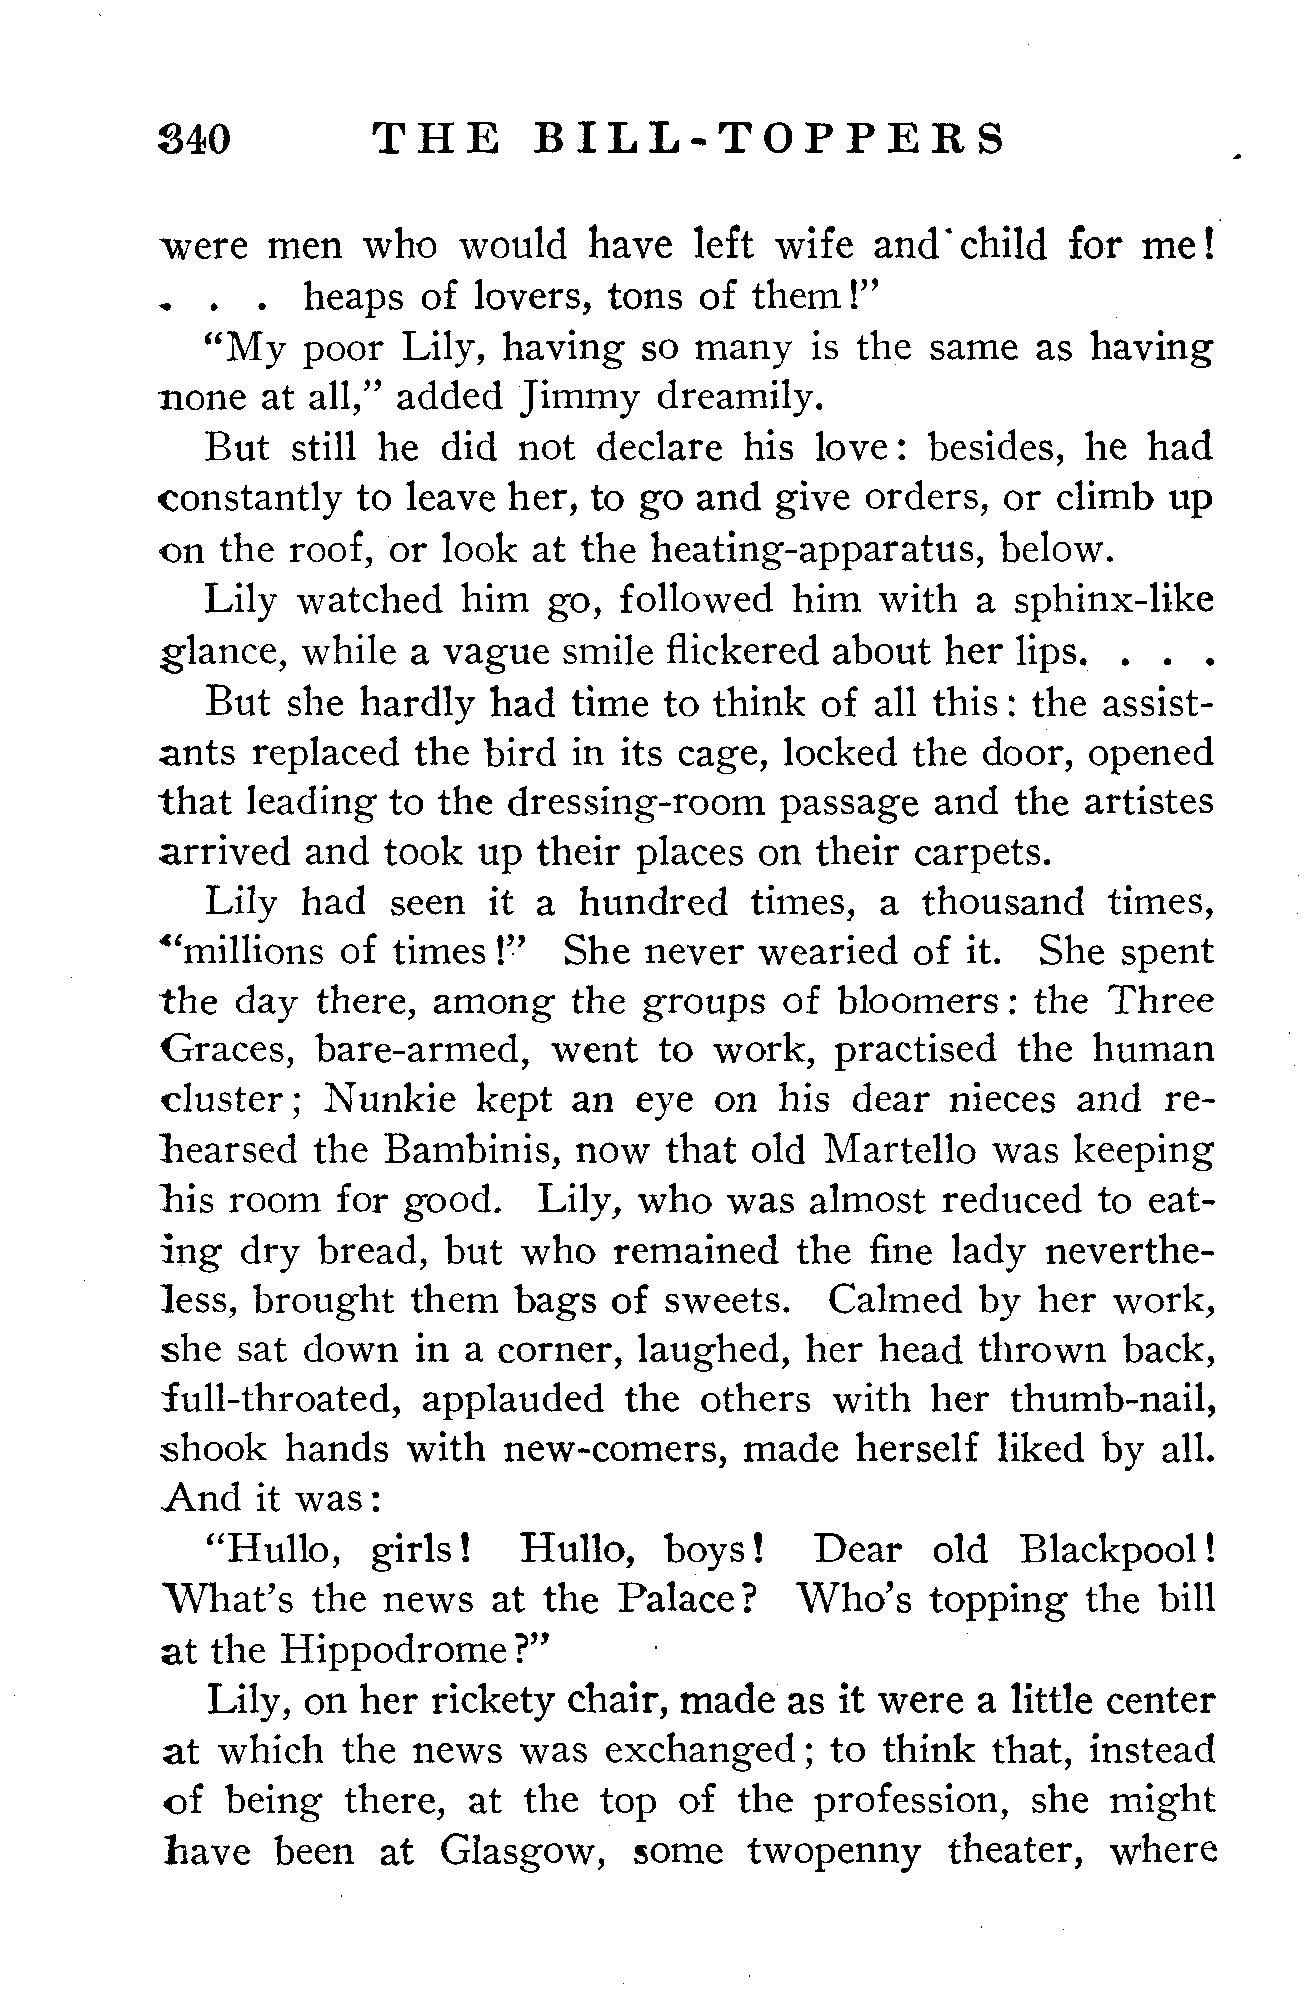 340 THE BILL-TOPPERS
were men who would have left wife and child for me!
. . . heaps of lovers, tons of them!"
"My poor Lily, having so many is the same as having
none at all," added Jimmy dreamily.
But still he did not declare his love: besides, he had
constantly to leave her, to go and give orders, or climb up
on the roof, or look at the heating-apparatus, below.
Lily watched him go, followed him with a sphinx-like
glance, while a vague smile flickered about her lips. . . .
But she hardly had time to think of all this: the assist-
ants replaced the bird in its cage, locked the door, opened
that leading to the dressing-room passage and the artistes
arrived and took up their places on their carpets.
Lily had seen it a hundred times, a thousand times,
"millions of times!" She never wearied of it. She spent
the day there, among the groups of bloomers: the Three
Graces, bare-armed, went to work, practised the human
cluster; Nunkie kept an eye on his dear nieces and re-
hearsed the Bambinis, now that old Martello was keeping
his room for good. Lily, who was almost reduced to eat-
ing dry bread, but who remained the fine lady neverthe-
less, brought them bags of sweets. Calmed by her work,
she sat down in a corner, laughed, her head thrown back,
full-throated, applauded the others with her thumb-nail,
shook hands with new-comers, made herself liked by all.
And it was:
"Hullo, girls! Hullo, boys! Dear old Blackpool!
What's the news at the Palace? Who's topping the bill
at the Hippodrome?"
Lily, on her rickety chair, made as it were a little center
at which the news was exchanged; to think that, instead
of being there, at the top of the profession, she might
have been at Glasgow, some twopenny theater, where